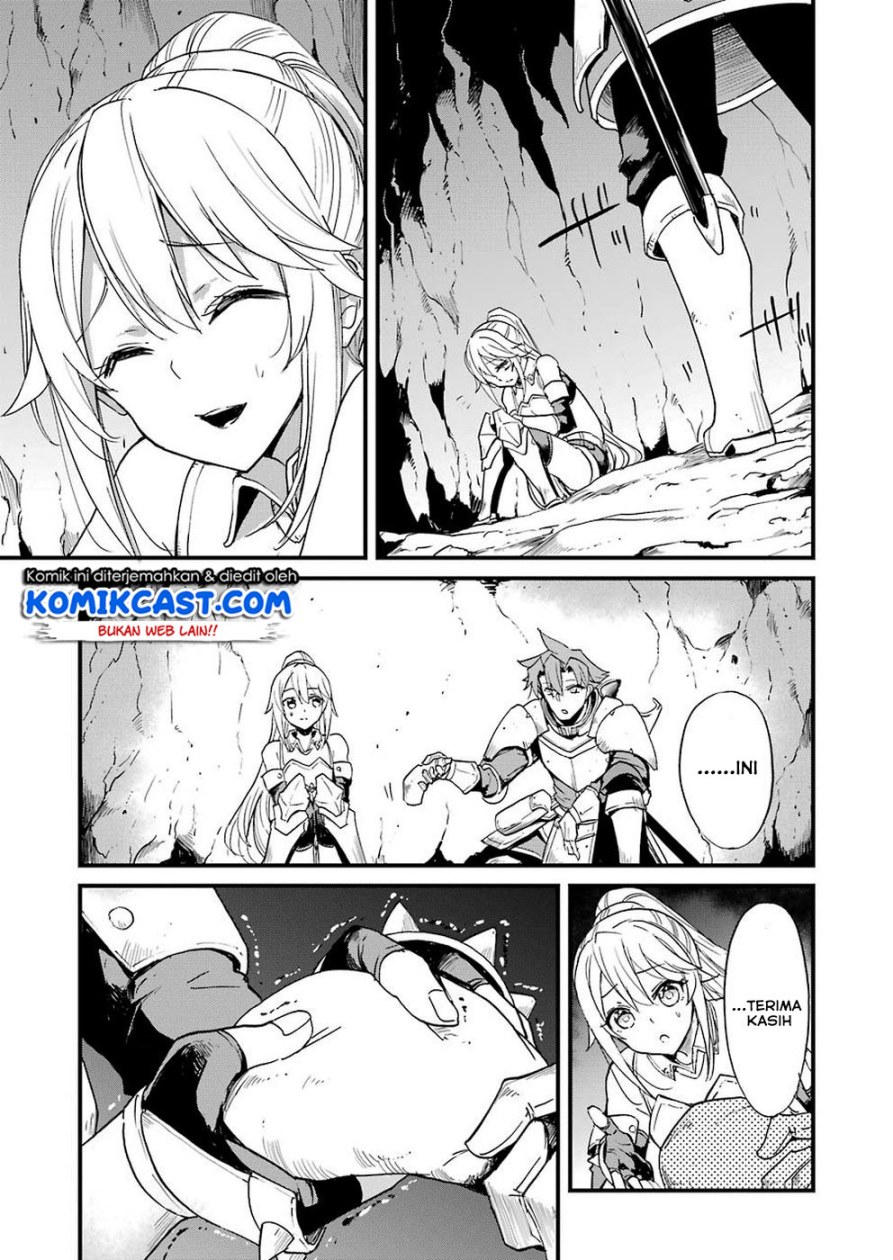 Komik ini diterjemahkan & diedit oleh
KOMIKCAST.COM
BUKAN WEB LAIN!!
......INI
...TERIMA
KASIH